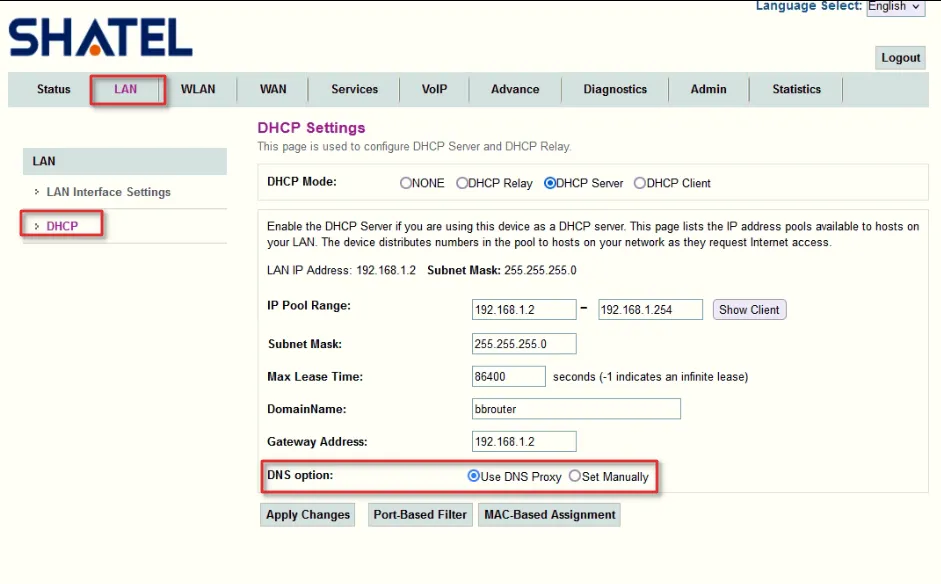 Language Select: English
SHATEL
Logout
Status LAN WLAN WAN Services VoIP Advance Diagnostics Admin Statistics
DHCP Settings
This page is used to configure DHCP Server and DHCP Relay.
LAN
LAN Interface Settings
DHCP
DHCP Mode: NONE DHCP Relay DHCP Server DHCP Client
Enable the DHCP Server if you are using this device as a DHCP server. This page lists the IP address pools available to hosts on
your LAN. The device distributes numbers in the pool to hosts on your network as they request Internet access.
LAN IP Address: 192.168.1.2 Subnet Mask: 255.255.255.0
IP Pool Range: 192.168.1.2 – 192.168.1.254 Show Client
Subnet Mask: 255.255.255.0
Max Lease Time: 86400 seconds (-1 indicates an infinite lease)
DomainName: bbrouter
Gateway Address: 192.168.1.2
DNS option: Use DNS Proxy Set Manually
Apply Changes Port-Based Filter MAC-Based Assignment